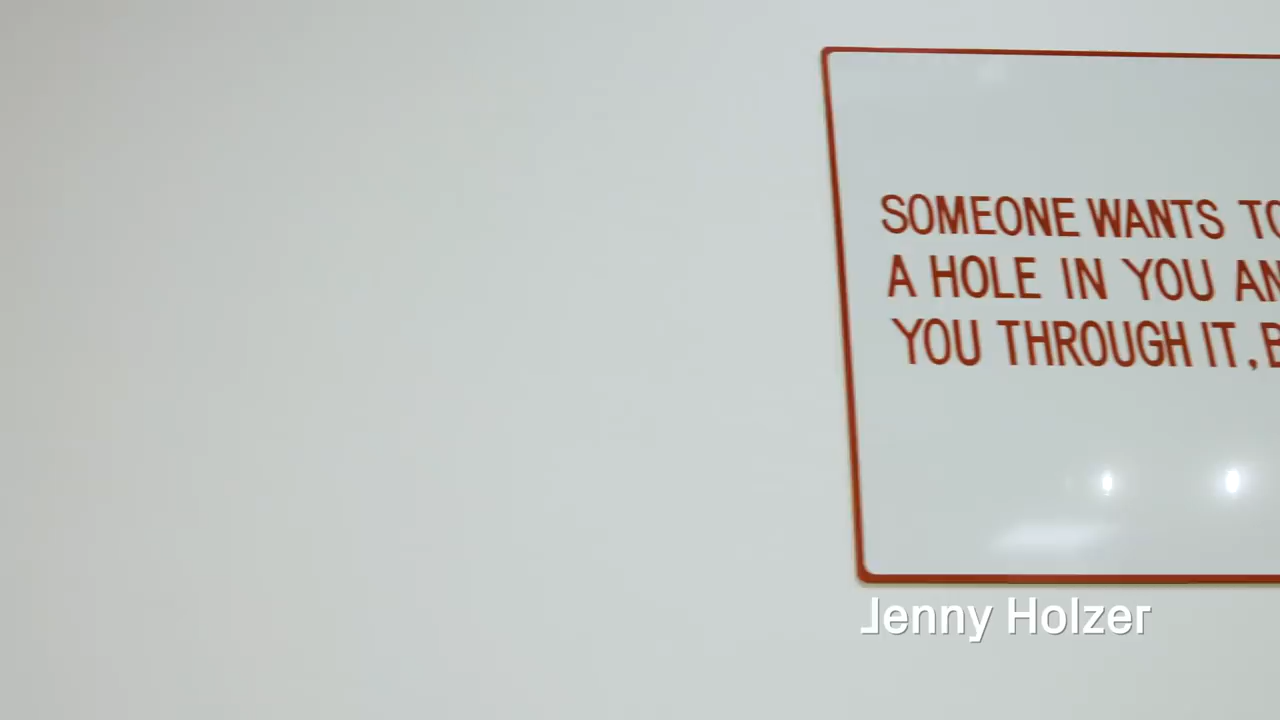 SOMEONE WANTS TO
A HOLE IN YOU AN
YOU THROUGH IT, B
Jenny Holzer